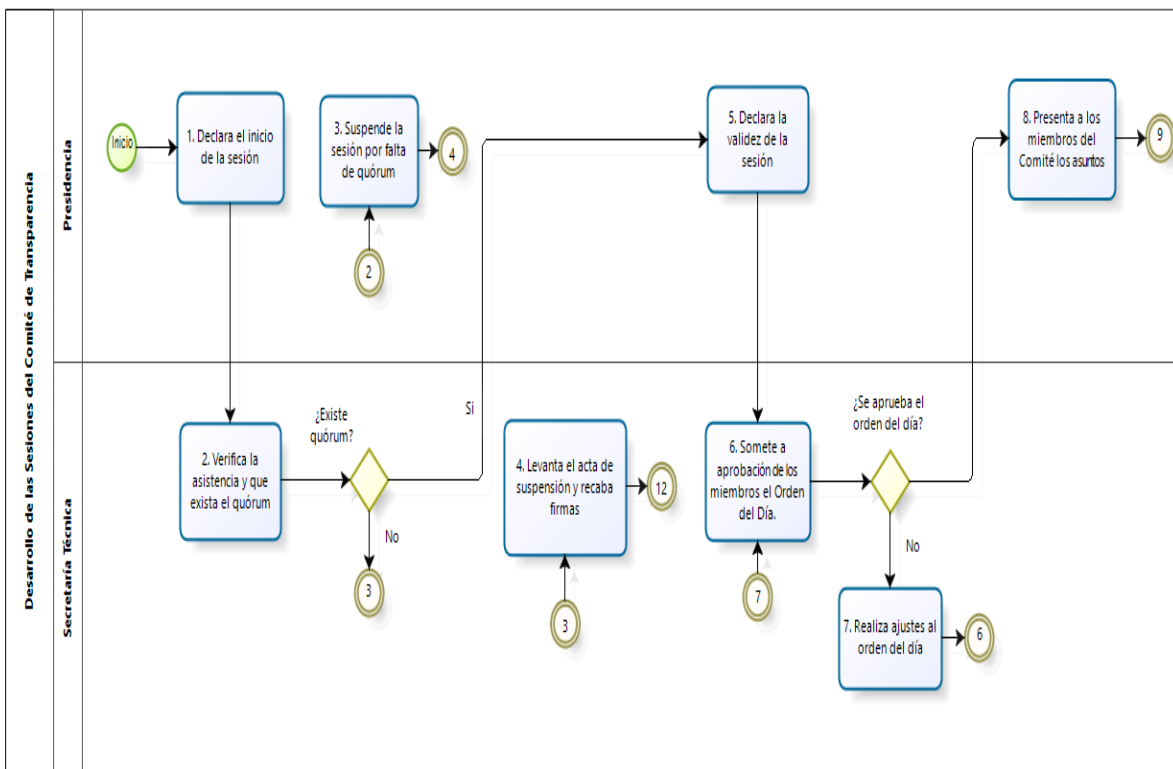 Desarrollo de las Sesiones del Comité de Transparencia
Presidencia
Inicio
1. Declara el inicio
de la sesión
3. Suspende la
sesión por falta
de quórum
4
2
5. Declara la
validez de la
sesión
8. Presenta a los
miembros del
Comité los asuntos
9
Secretaría Técnica
2. Verifica la
asistencia y que
exista el quórum
¿Existe
quórum?
Si
No
3
4. Levanta el acta de
suspensión y recaba
firmas
12
3
6. Somete a
aprobación de los
miembros el Orden
del Día.
7
¿Se aprueba el
orden del día?
No
7. Realiza ajustes al
orden del día
6